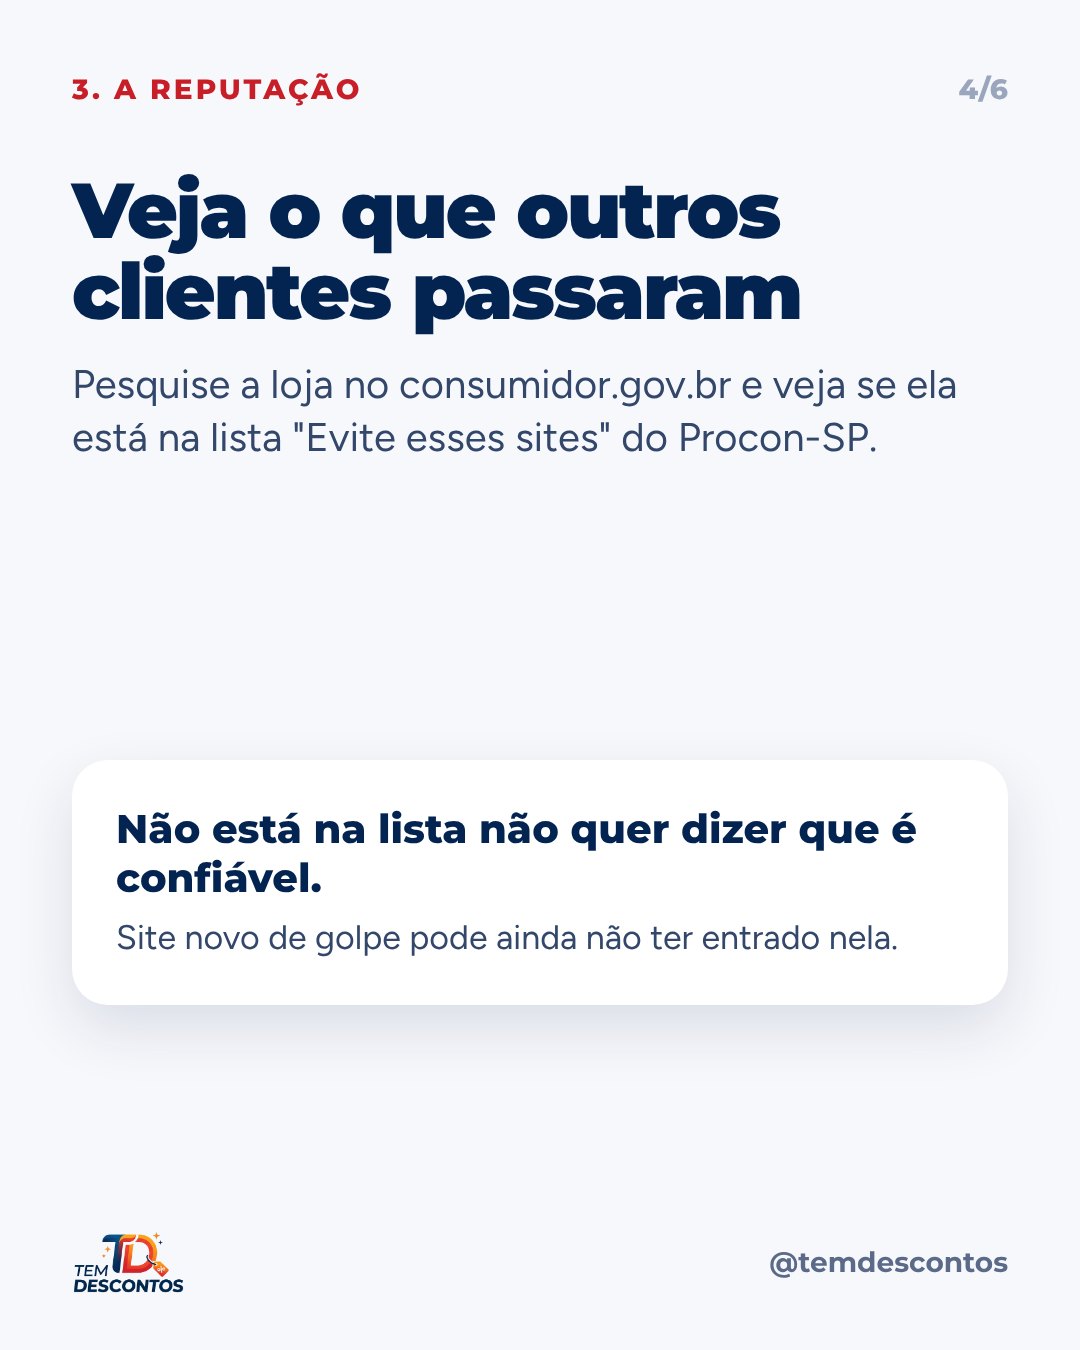 3. A REPUTAÇÃO
4/6
Veja o que outros
clientes passaram
Pesquise a loja no consumidor.gov.br e veja se ela
está na lista "Evite esses sites" do Procon-SP.
Não está na lista não quer dizer que é
confiável.
Site novo de golpe pode ainda não ter entrado nela.
TD
TEM
DESCONTOS
@temdescontos